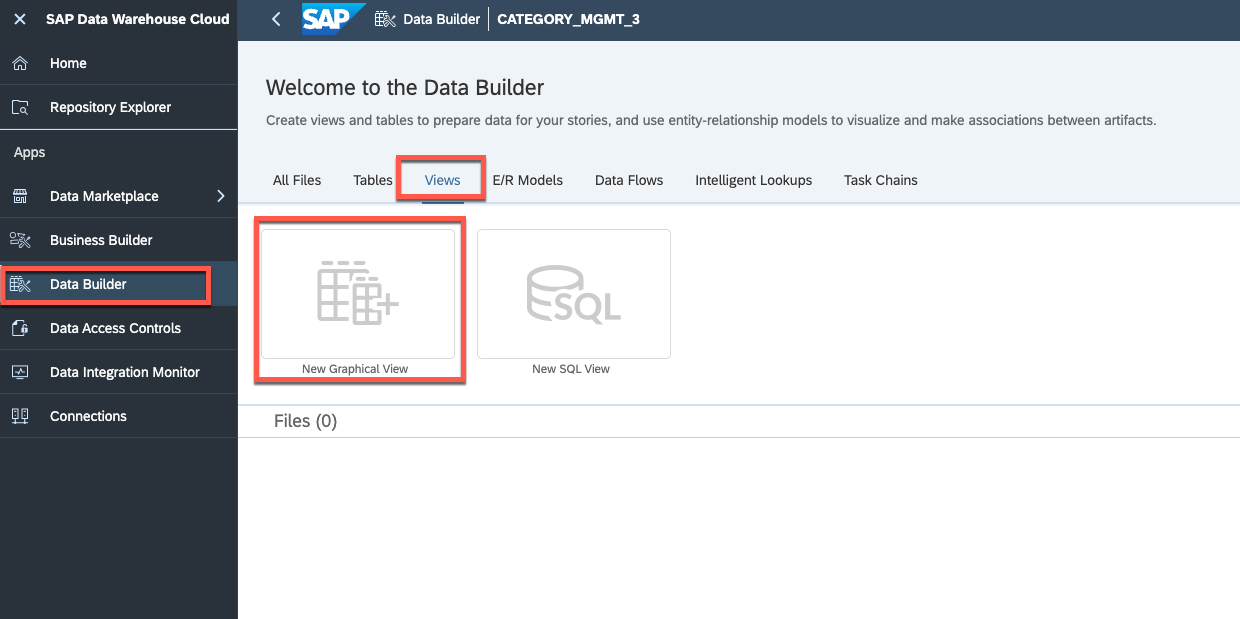 SAP Data Warehouse Cloud
Home
Repository Explorer
Apps
Data Marketplace
Business Builder
Data Builder
Data Access Controls
Data Integration Monitor
Connections
SAP Data Builder CATEGORY_MGMT_3
Welcome to the Data Builder
Create views and tables to prepare data for your stories, and use entity-relationship models to visualize and make associations between artifacts.
All Files Tables Views E/R Models Data Flows Intelligent Lookups Task Chains
SQL
New Graphical View New SQL View
Files (0)